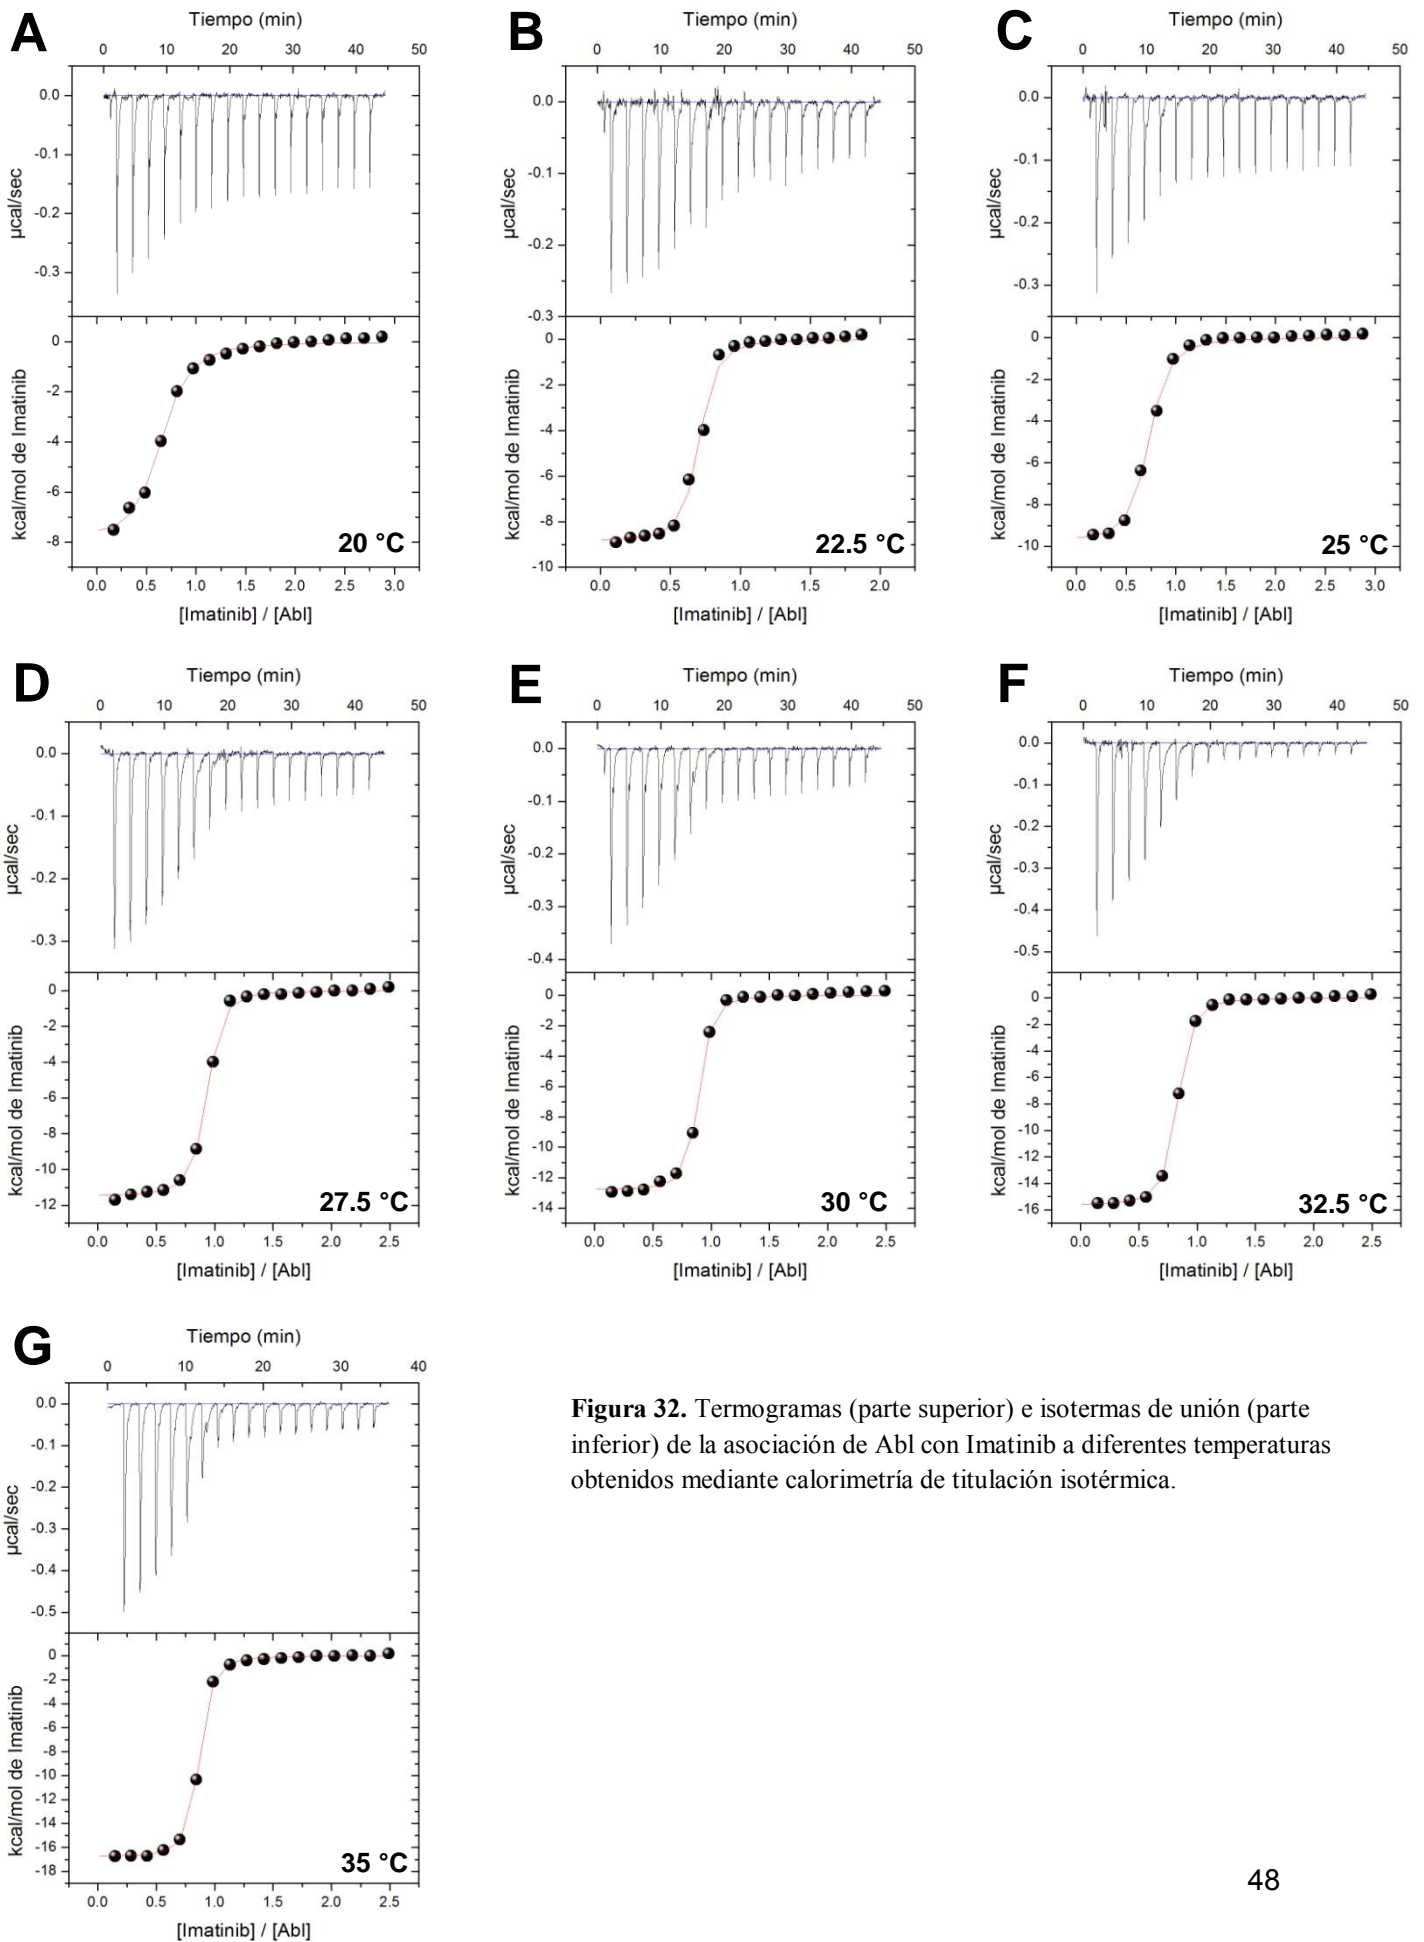 A
Tiempo (min)
0 10 20 30 40 50
0.0
-0.1
-0.2
-0.3
µcal/sec
0
-2
-4
-6
-8
kcal/mol de Imatinib
20 °C
0.0 0.5 1.0 1.5 2.0 2.5 3.0
[Imatinib] / [Abl]
B
Tiempo (min)
0 10 20 30 40 50
0.0
-0.1
-0.2
-0.3
µcal/sec
0
-2
-4
-6
-8
-10
kcal/mol de Imatinib
22.5 °C
0.0 0.5 1.0 1.5 2.0
[Imatinib] / [Abl]
C
Tiempo (min)
0 10 20 30 40 50
0.0
-0.1
-0.2
-0.3
µcal/sec
0
-2
-4
-6
-8
-10
kcal/mol de Imatinib
25 °C
0.0 0.5 1.0 1.5 2.0 2.5 3.0
[Imatinib] / [Abl]
D
Tiempo (min)
0 10 20 30 40 50
0.0
-0.1
-0.2
-0.3
µcal/sec
0
-2
-4
-6
-8
-10
-12
kcal/mol de Imatinib
27.5 °C
0.0 0.5 1.0 1.5 2.0 2.5
[Imatinib] / [Abl]
E
Tiempo (min)
0 10 20 30 40 50
0.0
-0.1
-0.2
-0.3
-0.4
µcal/sec
0
-2
-4
-6
-8
-10
-12
-14
kcal/mol de Imatinib
30 °C
0.0 0.5 1.0 1.5 2.0 2.5
[Imatinib] / [Abl]
F
Tiempo (min)
0 10 20 30 40 50
0.0
-0.1
-0.2
-0.3
-0.4
-0.5
µcal/sec
0
-2
-4
-6
-8
-10
-12
-14
-16
kcal/mol de Imatinib
32.5 °C
0.0 0.5 1.0 1.5 2.0 2.5
[Imatinib] / [Abl]
G
Tiempo (min)
0 10 20 30 40
0.0
-0.1
-0.2
-0.3
-0.4
-0.5
µcal/sec
0
-2
-4
-6
-8
-10
-12
-14
-16
-18
kcal/mol de Imatinib
35 °C
0.0 0.5 1.0 1.5 2.0 2.5
[Imatinib] / [Abl]
Figura 32. Termogramas (parte superior) e isotermas de unión (parte
inferior) de la asociación de Abl con Imatinib a diferentes temperaturas
obtenidos mediante calorimetría de titulación isotérmica.
48